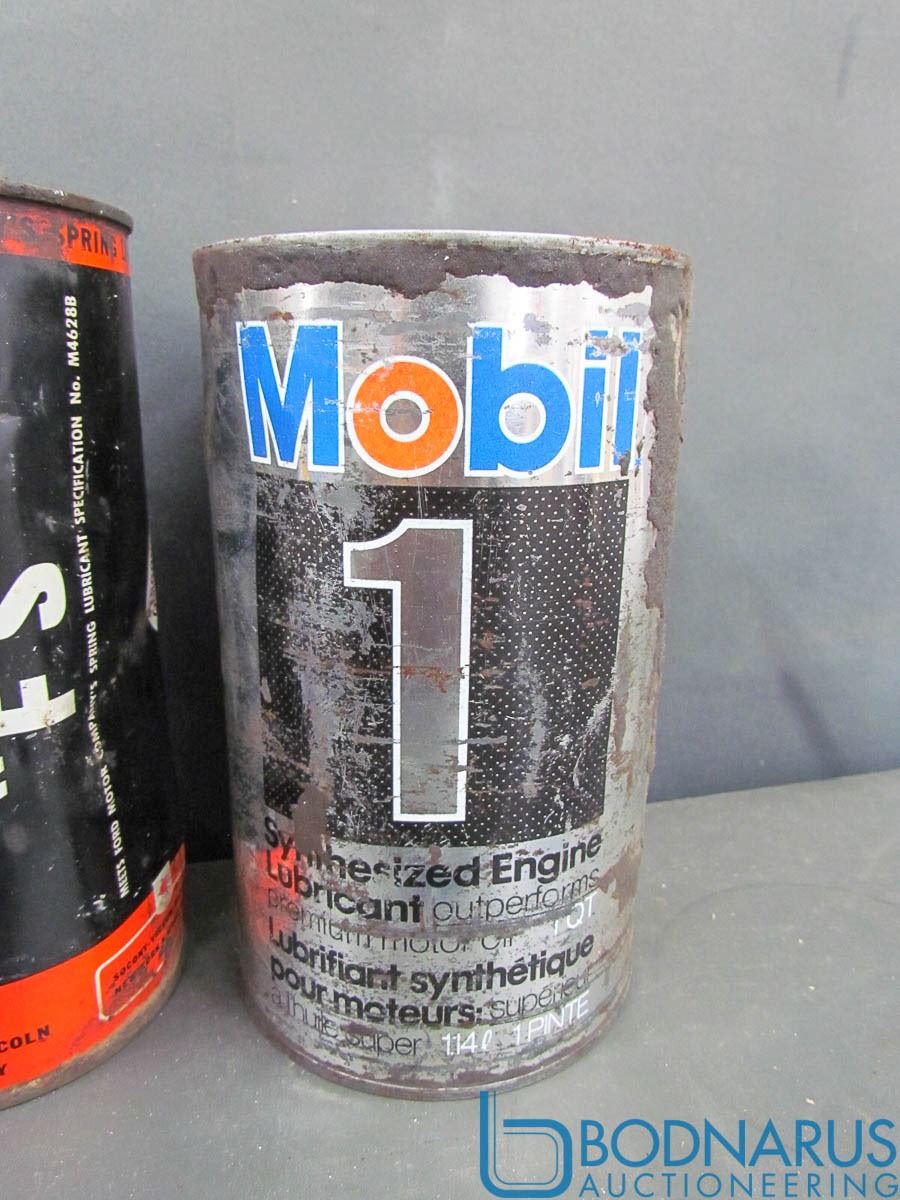 SPRING
MEETS FORD MOTOR COMPANY'S SPRING LUBRICANT SPECIFICATION No. M4628B
COLN
Mobil
1
Synthesized Engine
Lubricant outperforms
premium motor oil 1 QT
Lubrifiant synthétique
pour moteurs: supérieur
à l'huile super 1.14 ℓ 1 PINTE
BODNARUS
AUCTIONEERING